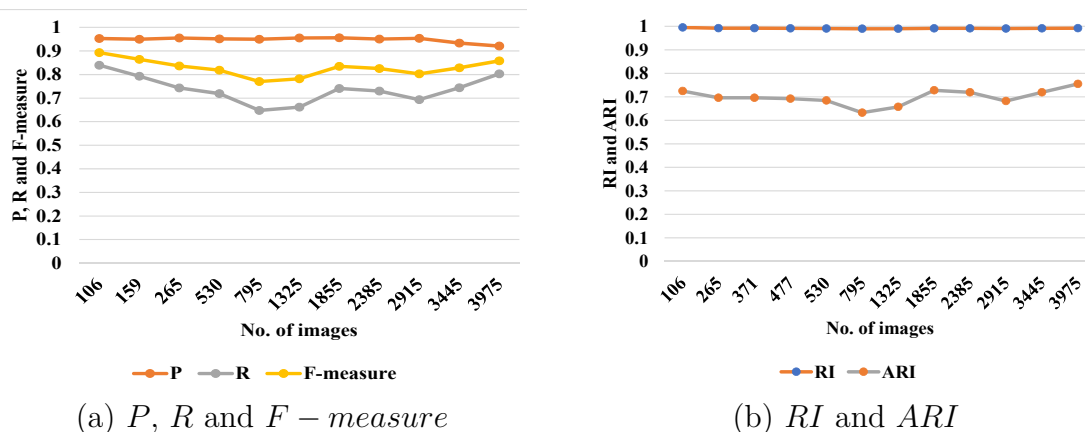 P, R and F-measure
1
0.9
0.8
0.7
0.6
0.5
0.4
0.3
0.2
0.1
0
106 159 265 530 795 1325 1855 2385 2915 3445 3975
No. of images
P R F-measure
(a) P, R and F − measure
RI and ARI
1
0.9
0.8
0.7
0.6
0.5
0.4
0.3
0.2
0.1
0
106 265 371 477 530 795 1325 1855 2385 2915 3445 3975
No. of images
RI ARI
(b) RI and ARI